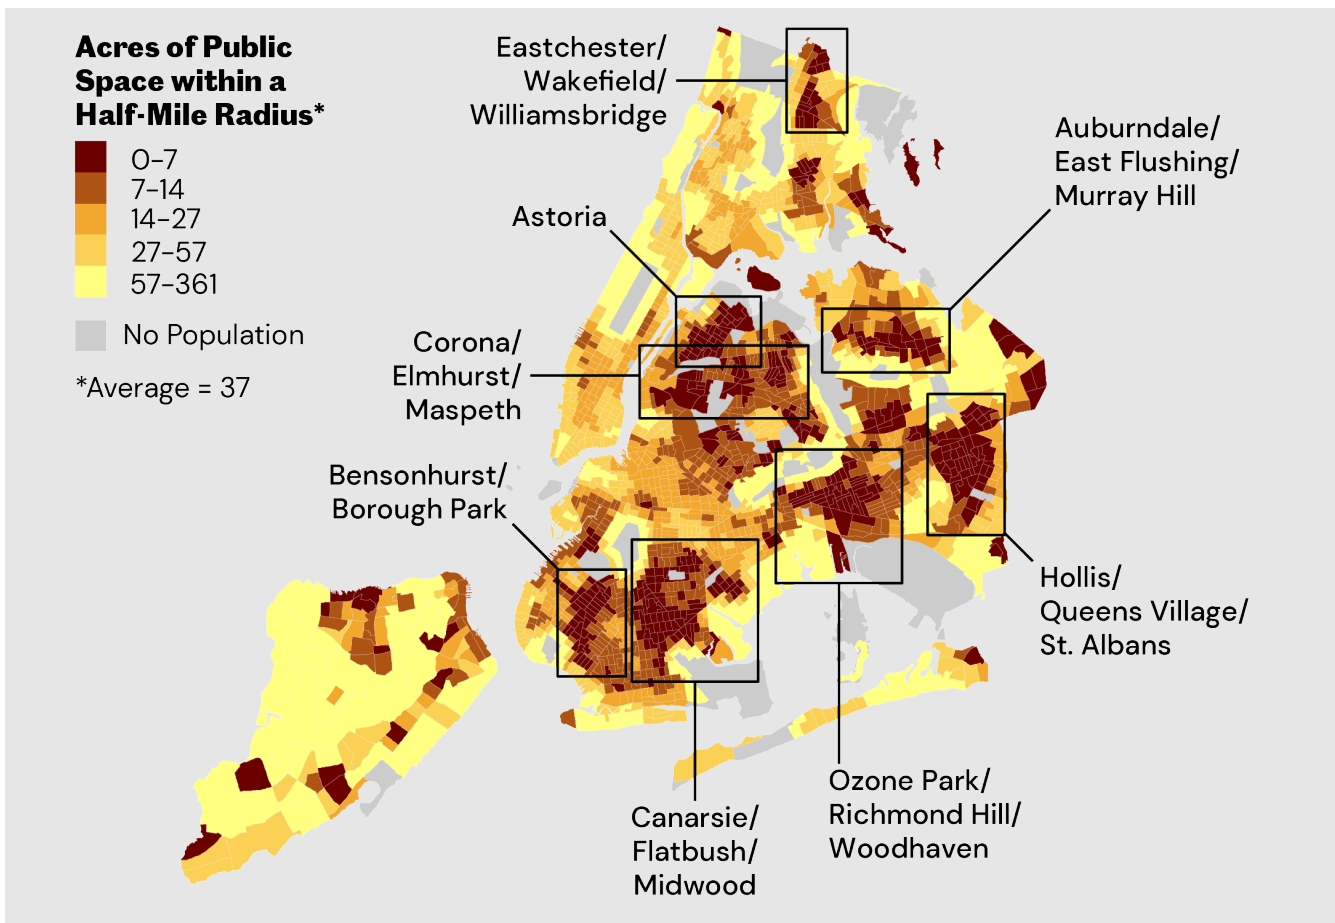 Acres of Public
Space within a
Half-Mile Radius*
0–7
7–14
14–27
27–57
57–361
No Population
*Average = 37
Eastchester/
Wakefield/
Williamsbridge
Auburndale/
East Flushing/
Murray Hill
Astoria
Corona/
Elmhurst/
Maspeth
Bensonhurst/
Borough Park
Hollis/
Queens Village/
St. Albans
Ozone Park/
Richmond Hill/
Woodhaven
Canarsie/
Flatbush/
Midwood